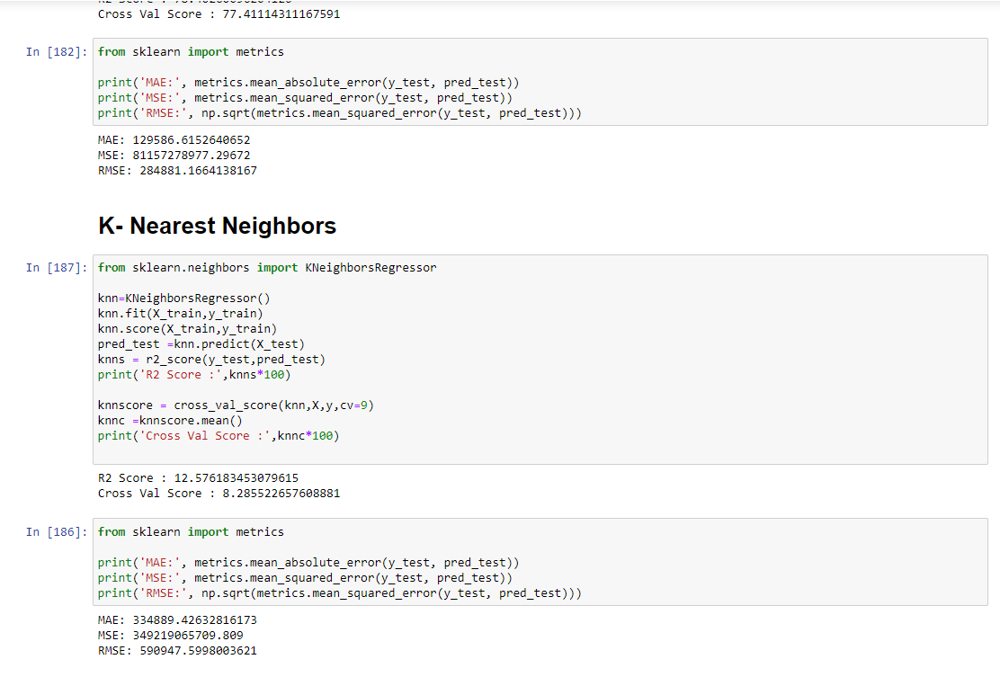 Cross Val Score : 77.41114311167591
In [182]: from sklearn import metrics
print('MAE:', metrics.mean_absolute_error(y_test, pred_test))
print('MSE:', metrics.mean_squared_error(y_test, pred_test))
print('RMSE:', np.sqrt(metrics.mean_squared_error(y_test, pred_test)))
MAE: 129586.6152640652
MSE: 81157278977.29672
RMSE: 284881.1664138167
K- Nearest Neighbors
In [187]: from sklearn.neighbors import KNeighborsRegressor
knn=KNeighborsRegressor()
knn.fit(X_train,y_train)
knn.score(X_train,y_train)
pred_test =knn.predict(X_test)
knns = r2_score(y_test,pred_test)
print('R2 Score :',knns*100)
knnscore = cross_val_score(knn,X,y,cv=9)
knnc =knnscore.mean()
print('Cross Val Score :',knnc*100)
R2 Score : 12.576183453079615
Cross Val Score : 8.285522657608881
In [186]: from sklearn import metrics
print('MAE:', metrics.mean_absolute_error(y_test, pred_test))
print('MSE:', metrics.mean_squared_error(y_test, pred_test))
print('RMSE:', np.sqrt(metrics.mean_squared_error(y_test, pred_test)))
MAE: 334889.42632816173
MSE: 349219065709.809
RMSE: 590947.5998003621